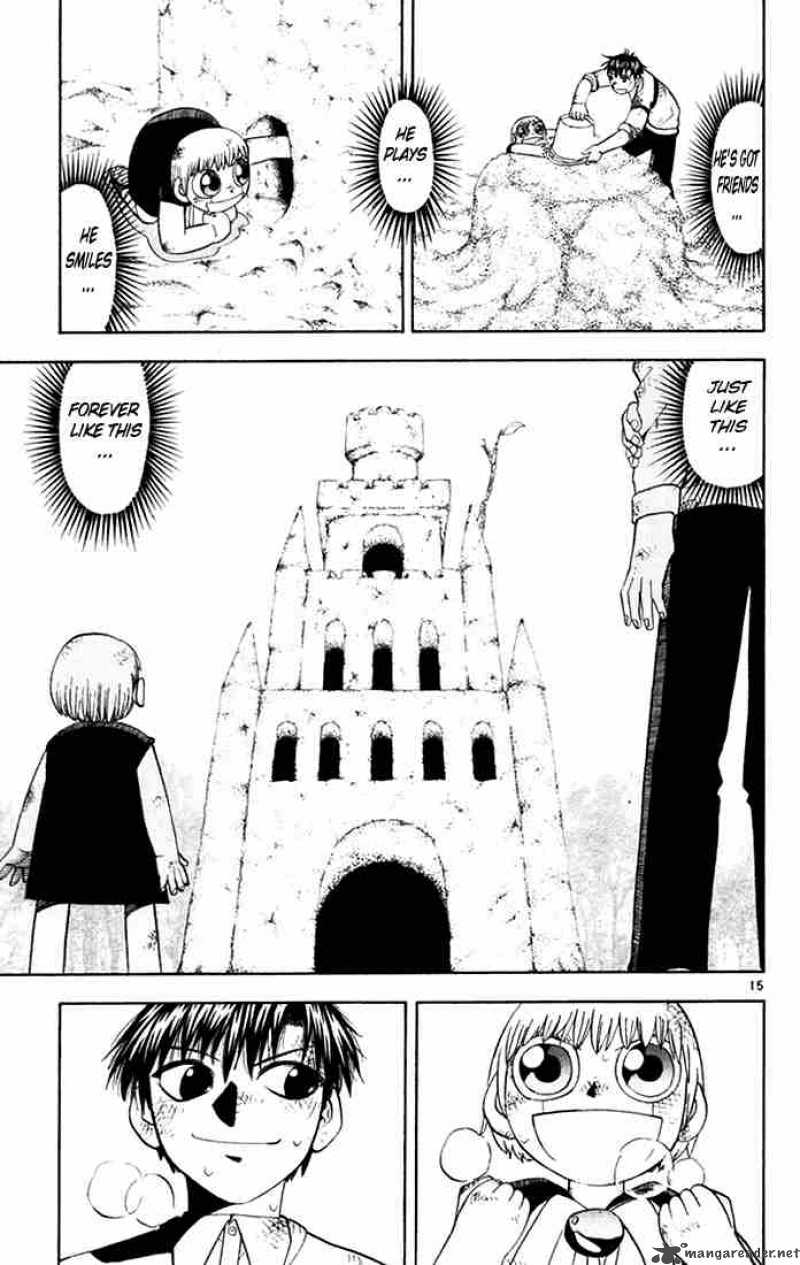 HE'S GOT
FRIENDS
...
HE
PLAYS
...
HE
SMILES
...
JUST
LIKE
THIS
...
FOREVER
LIKE THIS
...
15
mangareader.net